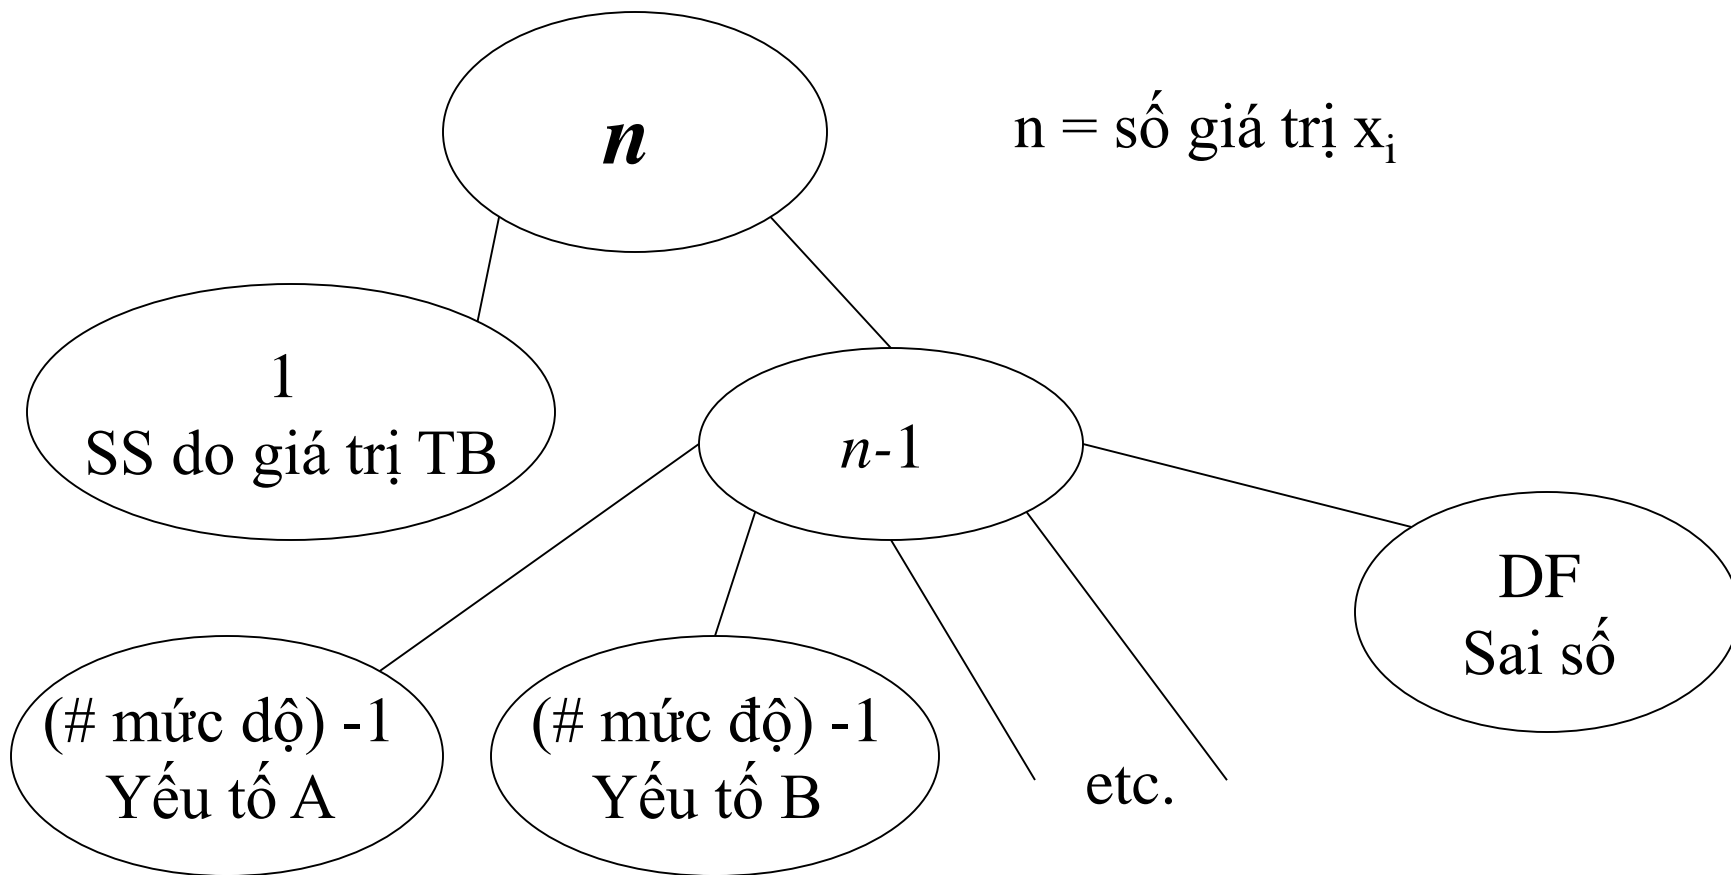 n
n = số giá trị xᵢ
1
SS do giá trị TB
n-1
DF
Sai số
(# mức dộ) -1
Yếu tố A
(# mức độ) -1
Yếu tố B
etc.